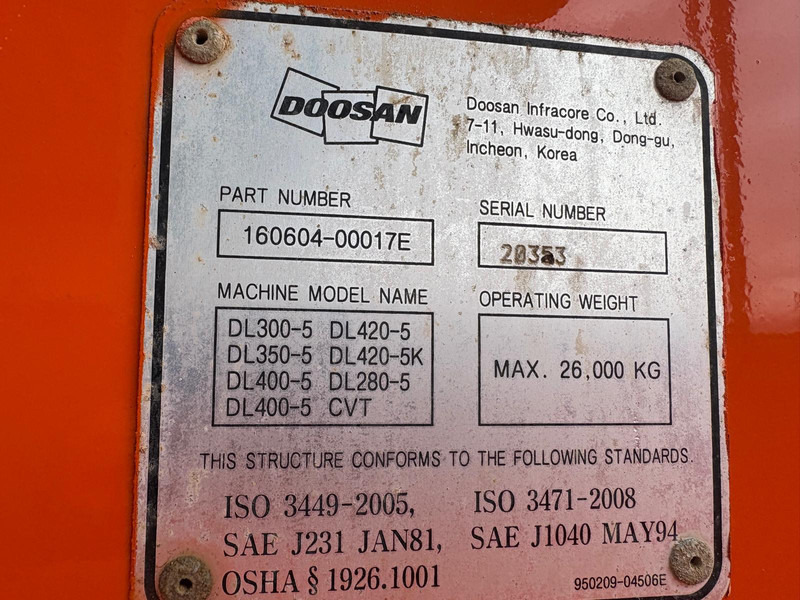 DOOSAN
Doosan Infracore Co., Ltd.
7-11, Hwasu-dong, Dong-gu,
Incheon, Korea
PART NUMBER
160604-00017E
SERIAL NUMBER
MACHINE MODEL NAME
DL300-5 DL420-5
DL350-5 DL420-5K
DL400-5 DL280-5
DL400-5 CVT
OPERATING WEIGHT
MAX. 26,000 KG
THIS STRUCTURE CONFORMS TO THE FOLLOWING STANDARDS.
ISO 3449-2005, ISO 3471-2008
SAE J231 JAN81, SAE J1040 MAY94
OSHA § 1926.1001
950209-04506E